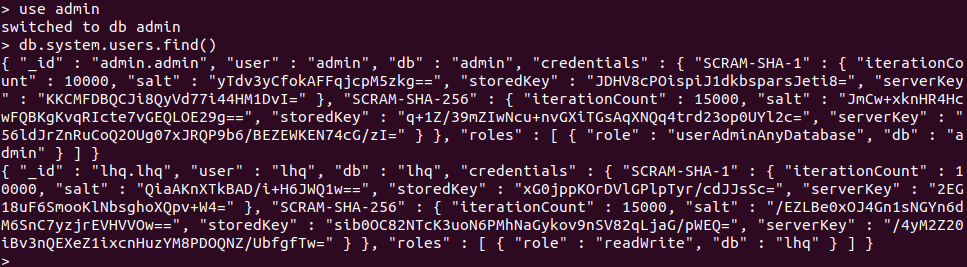 > use admin
switched to db admin
> db.system.users.find()
{ "_id" : "admin.admin", "user" : "admin", "db" : "admin", "credentials" : { "SCRAM-SHA-1" : { "iterationCo
unt" : 10000, "salt" : "yTdv3yCfokAFFqjcpM5zkg==", "storedKey" : "JDHV8cPOispiJ1dkbsparsJeti8=", "serverKey
" : "KKCMFDBQCJi8QyVd77i44HM1DvI=" }, "SCRAM-SHA-256" : { "iterationCount" : 15000, "salt" : "JmCw+xknHR4Hc
wFQBKgKvqRIcte7vGEQLOE29g==", "storedKey" : "q+1Z/39mZIwNcu+nvGXiTGsAqXNQq4trd23op0UYl2c=", "serverKey" : "
56ldJrZnRuCoQ2OUg07xJRQP9b6/BEZEWKEN74cG/zI=" } }, "roles" : [ { "role" : "userAdminAnyDatabase", "db" : "a
dmin" } ] }
{ "_id" : "lhq.lhq", "user" : "lhq", "db" : "lhq", "credentials" : { "SCRAM-SHA-1" : { "iterationCount" : 1
0000, "salt" : "QiaAKnXTkBAD/i+H6JWQ1w==", "storedKey" : "xG0jppKOrDVlGPlpTyr/cdJJsSc=", "serverKey" : "2EG
18uF6SmooKlNbsghoXQpv+W4=" }, "SCRAM-SHA-256" : { "iterationCount" : 15000, "salt" : "/EZLBe0xOJ4Gn1sNGYn6d
M6SnC7yzjrEVHVVOw==", "storedKey" : "sib0OC82NTcK3uoN6PMhNaGykov9nSV82qLjaG/pWEQ=", "serverKey" : "/4yM2Z20
iBv3nQEXeZ1ixcnHuzYM8PDOQNZ/UbfgfTw=" } }, "roles" : [ { "role" : "readWrite", "db" : "lhq" } ] }
>